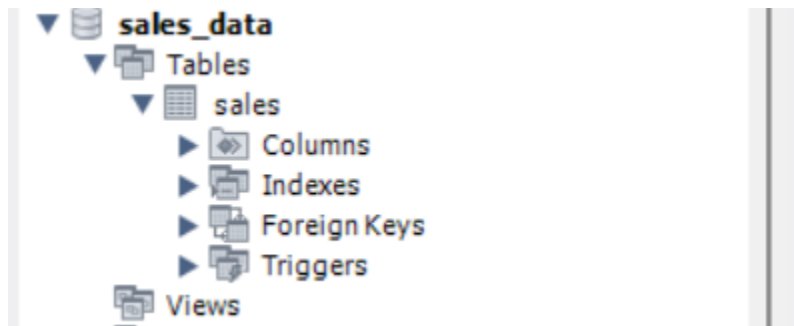 sales_data
Tables
sales
Columns
Indexes
Foreign Keys
Triggers
Views